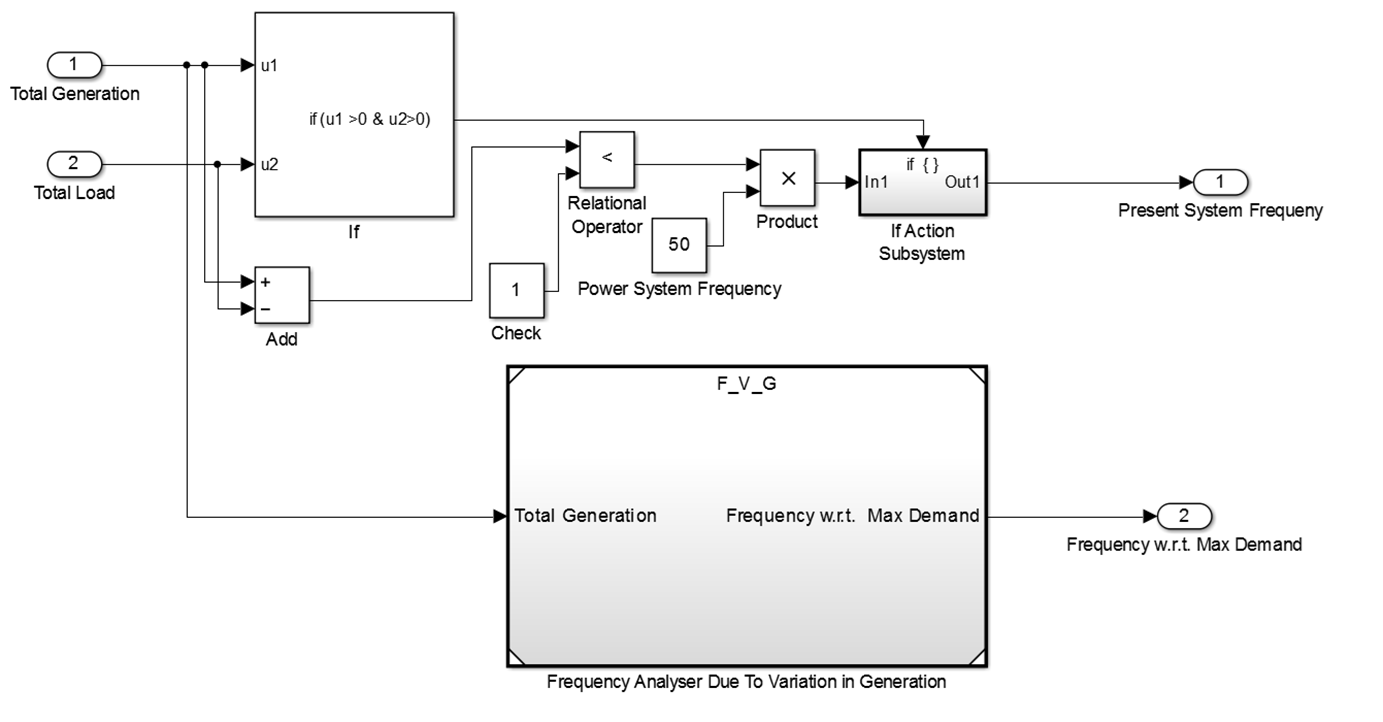 1
Total Generation
2
Total Load
u1
if(u1 >0 & u2>0)
u2
If
+
−
Add
<
Relational
Operator
1
Check
50
Power System Frequency
×
Product
if { }
In1
Out1
If Action
Subsystem
1
Present System Frequeny
F_V_G
Total Generation
Frequency w.r.t. Max Demand
Frequency Analyser Due To Variation in Generation
2
Frequency w.r.t. Max Demand